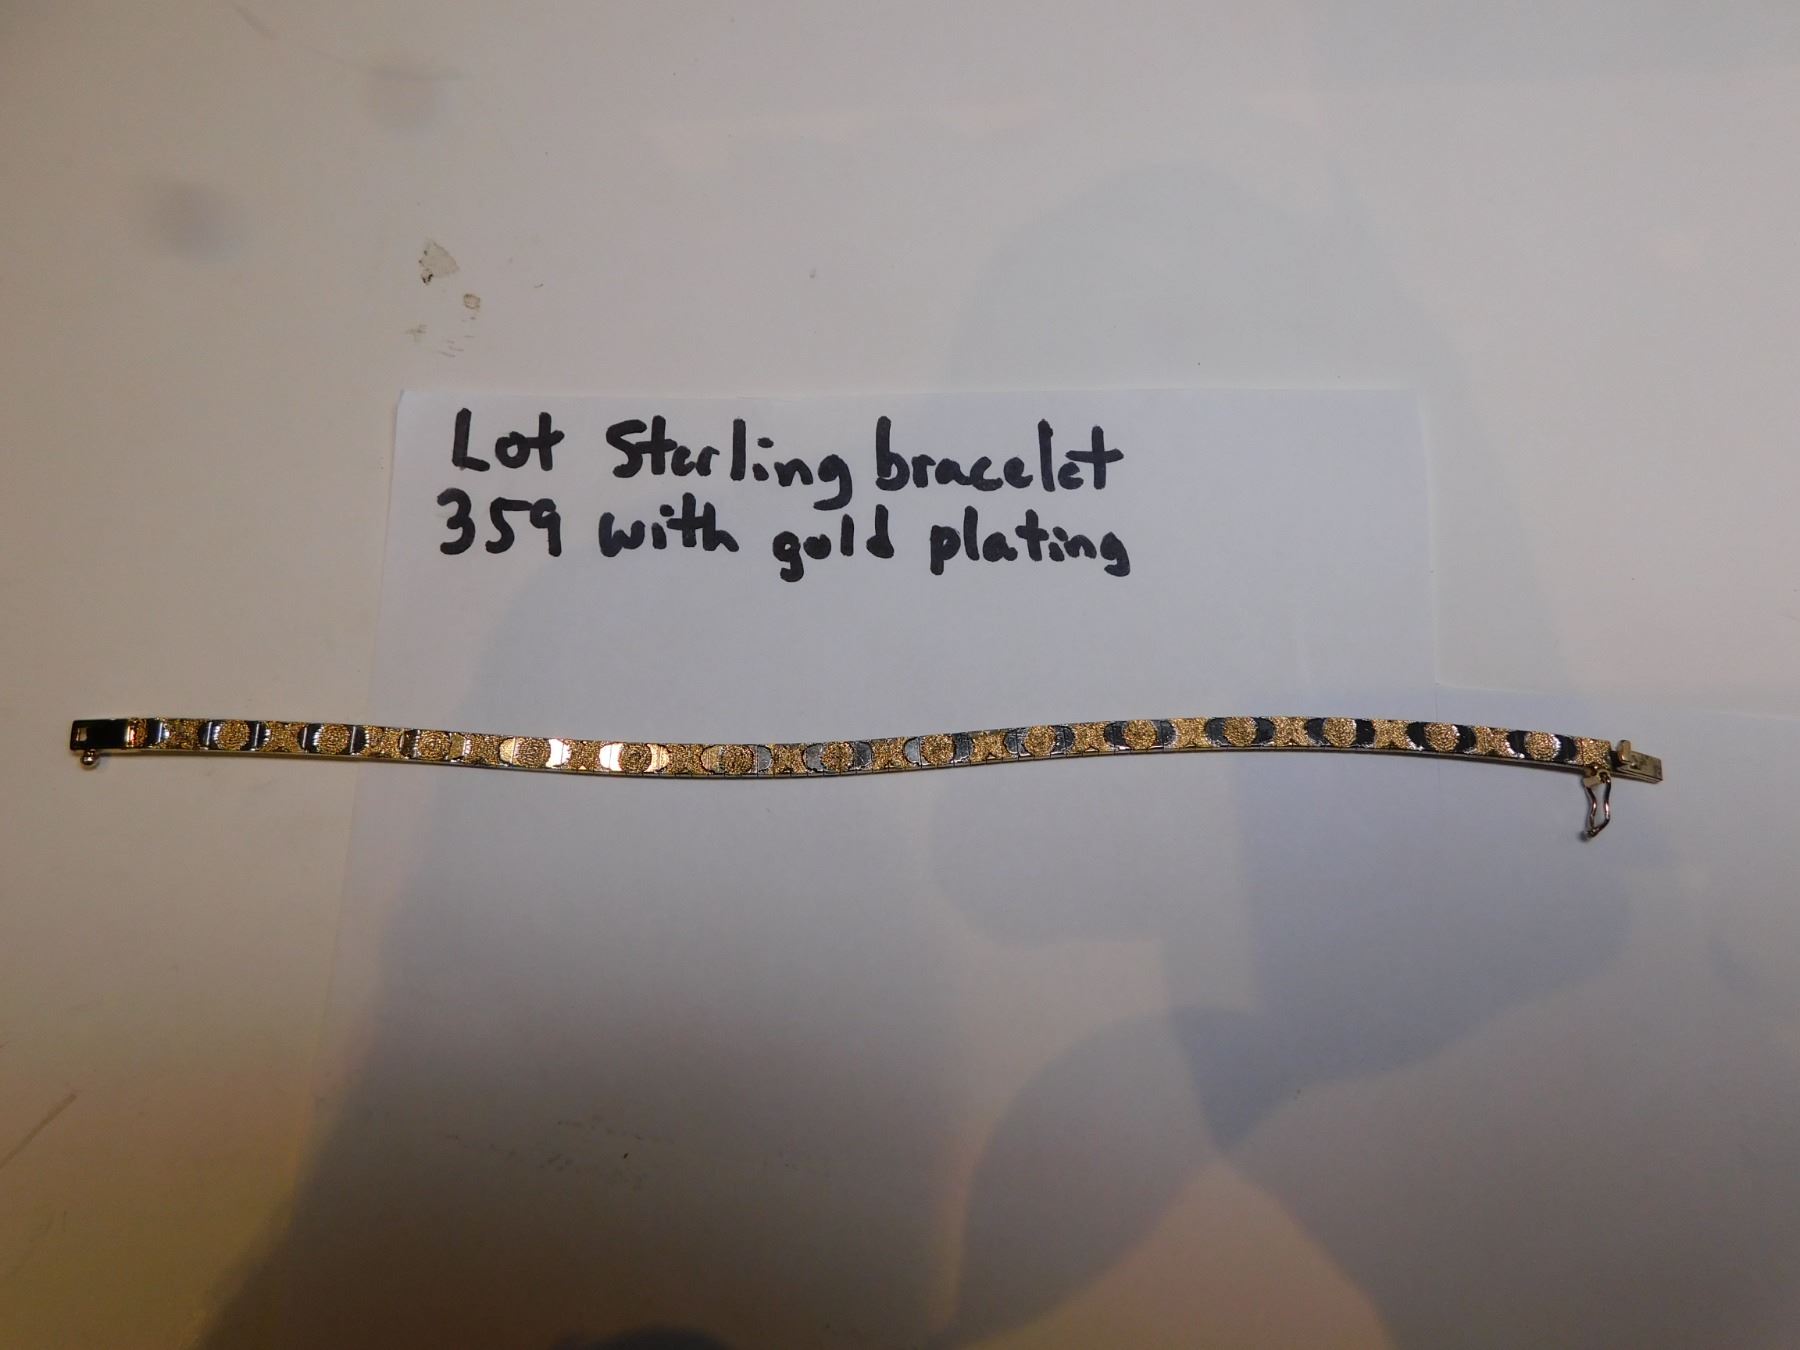 Lot Sterling bracelet
359 with gold plating